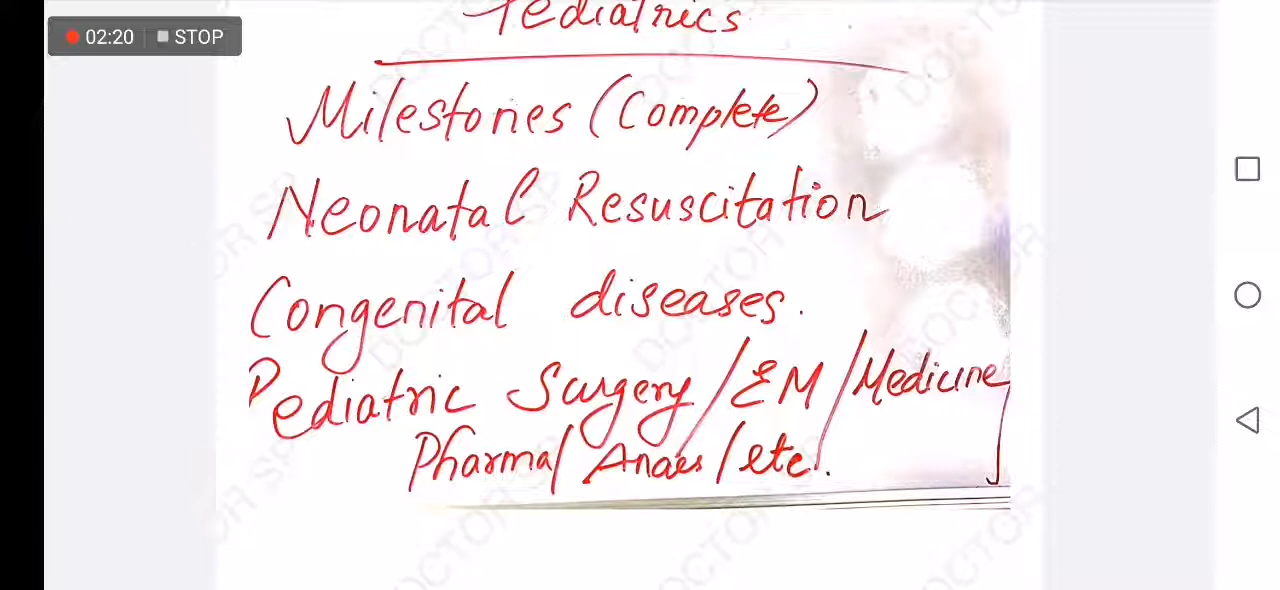 02:20 STOP
Pediatrics
Milestones (Complete)
Neonatal Resuscitation
Congenital diseases.
Pediatric Surgery/EM/Medicine
Pharma/Anaes/etc.